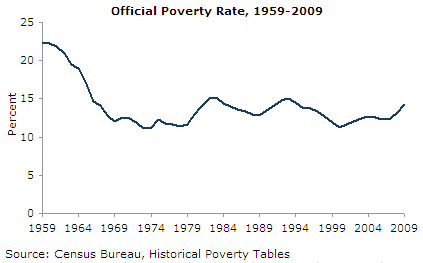 Official Poverty Rate, 1959-2009
25
20
15
10
5
0
Percent
1959 1964 1969 1974 1979 1984 1989 1994 1999 2004 2009
Source: Census Bureau, Historical Poverty Tables